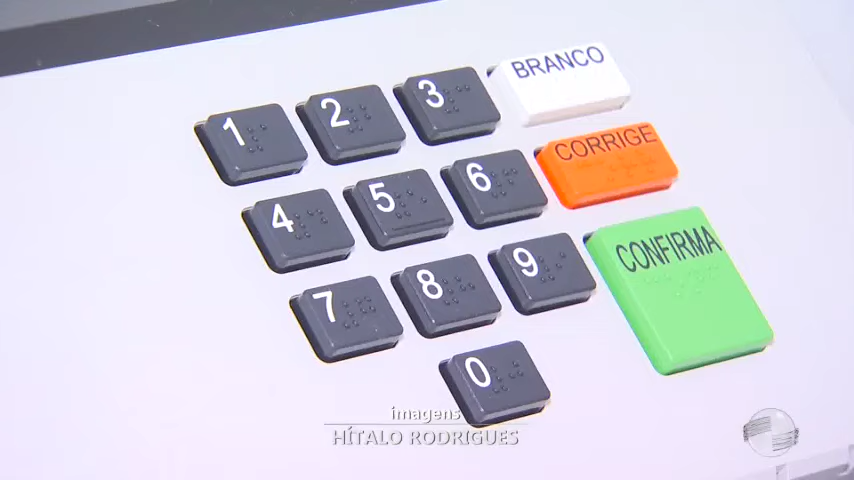 1 2 3 BRANCO
4 5 6 CORRIGE
7 8 9 CONFIRMA
0
imagens
HÍTALO RODRIGUES